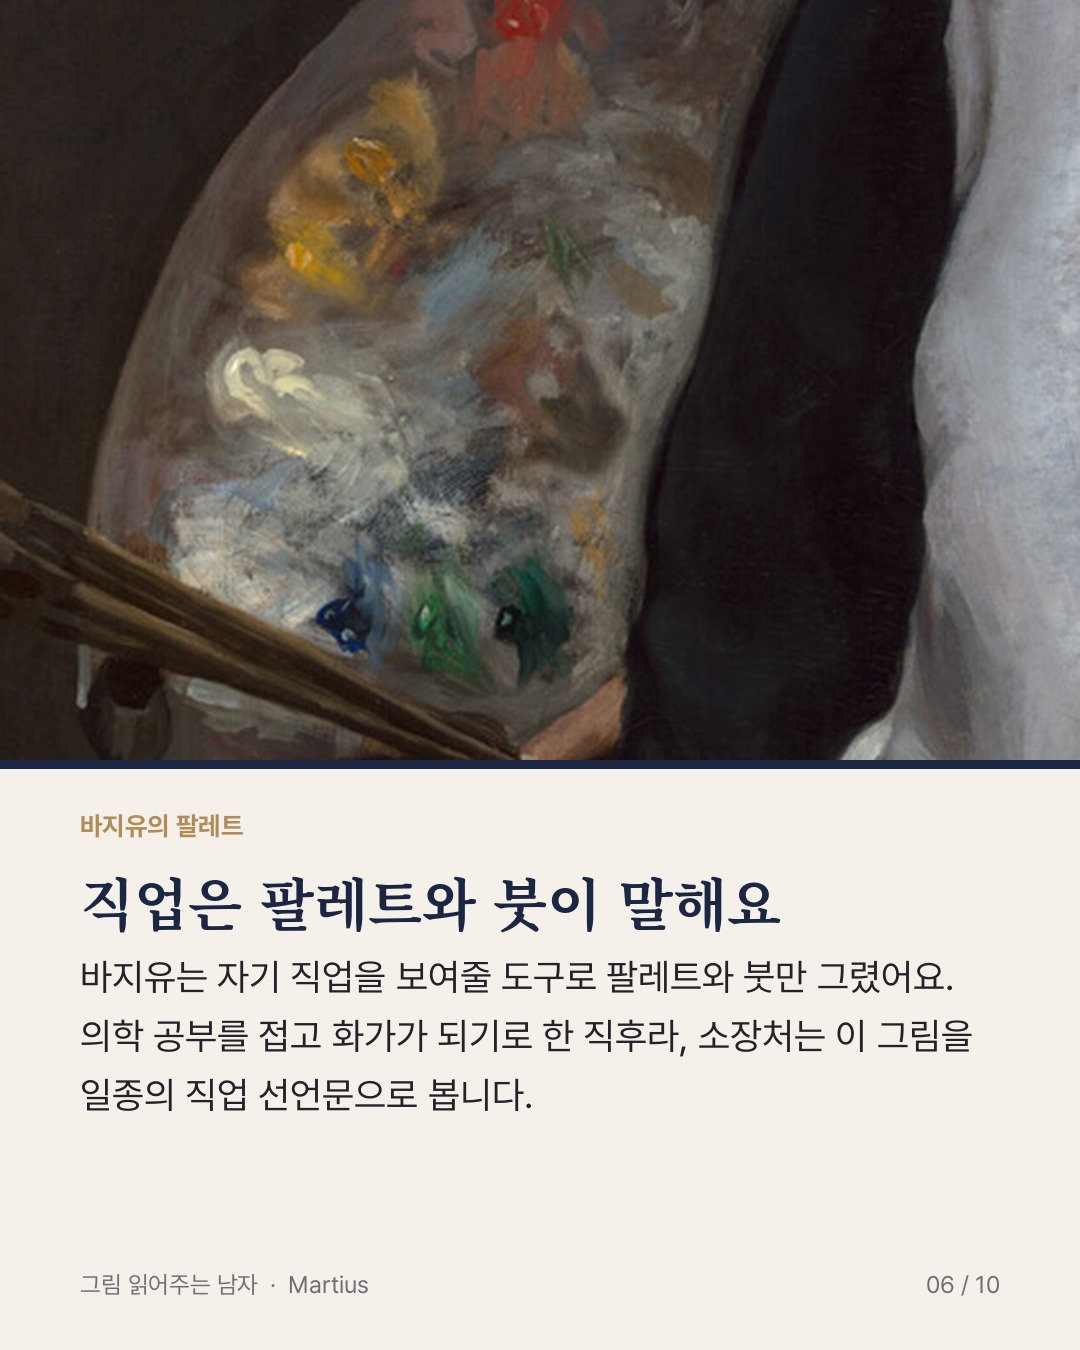 바지유의 팔레트
직업은 팔레트와 붓이 말해요
바지유는 자기 직업을 보여줄 도구로 팔레트와 붓만 그렸어요.
의학 공부를 접고 화가가 되기로 한 직후라, 소장처는 이 그림을
일종의 직업 선언문으로 봅니다.
그림 읽어주는 남자 · Martius
06 / 10